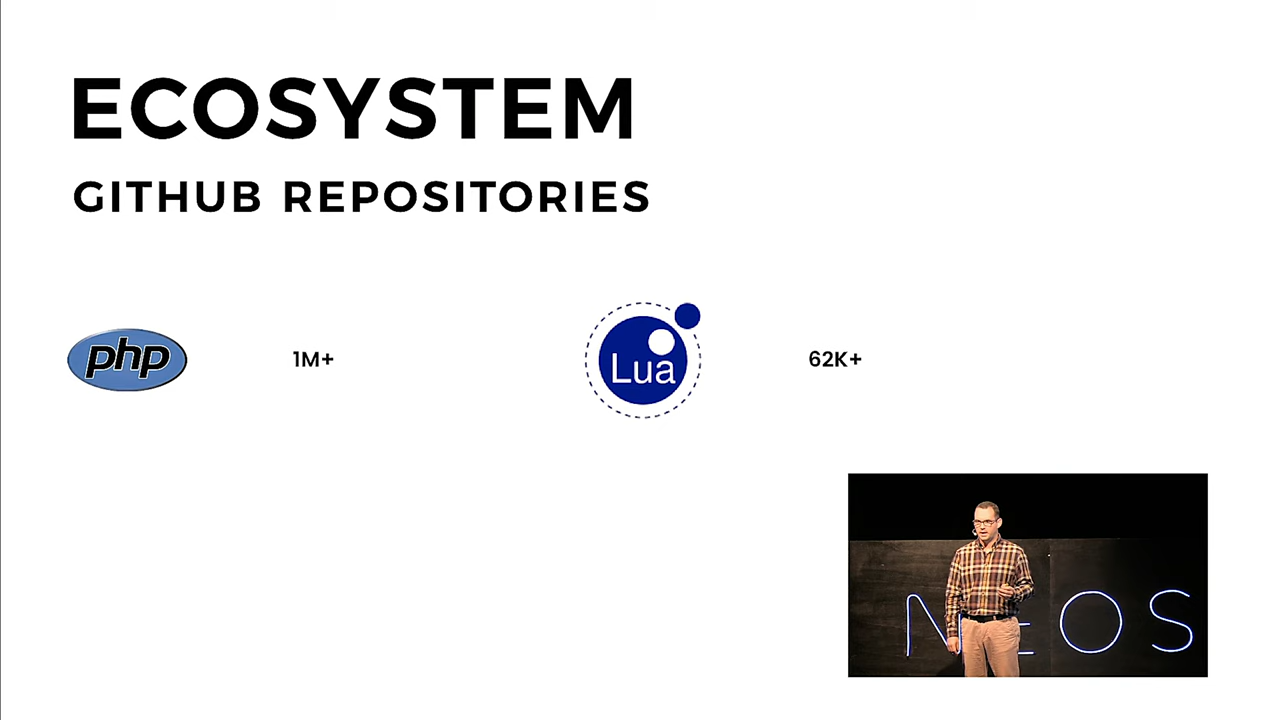 ECOSYSTEM
GITHUB REPOSITORIES
php
1M+
Lua
62K+
NEOS